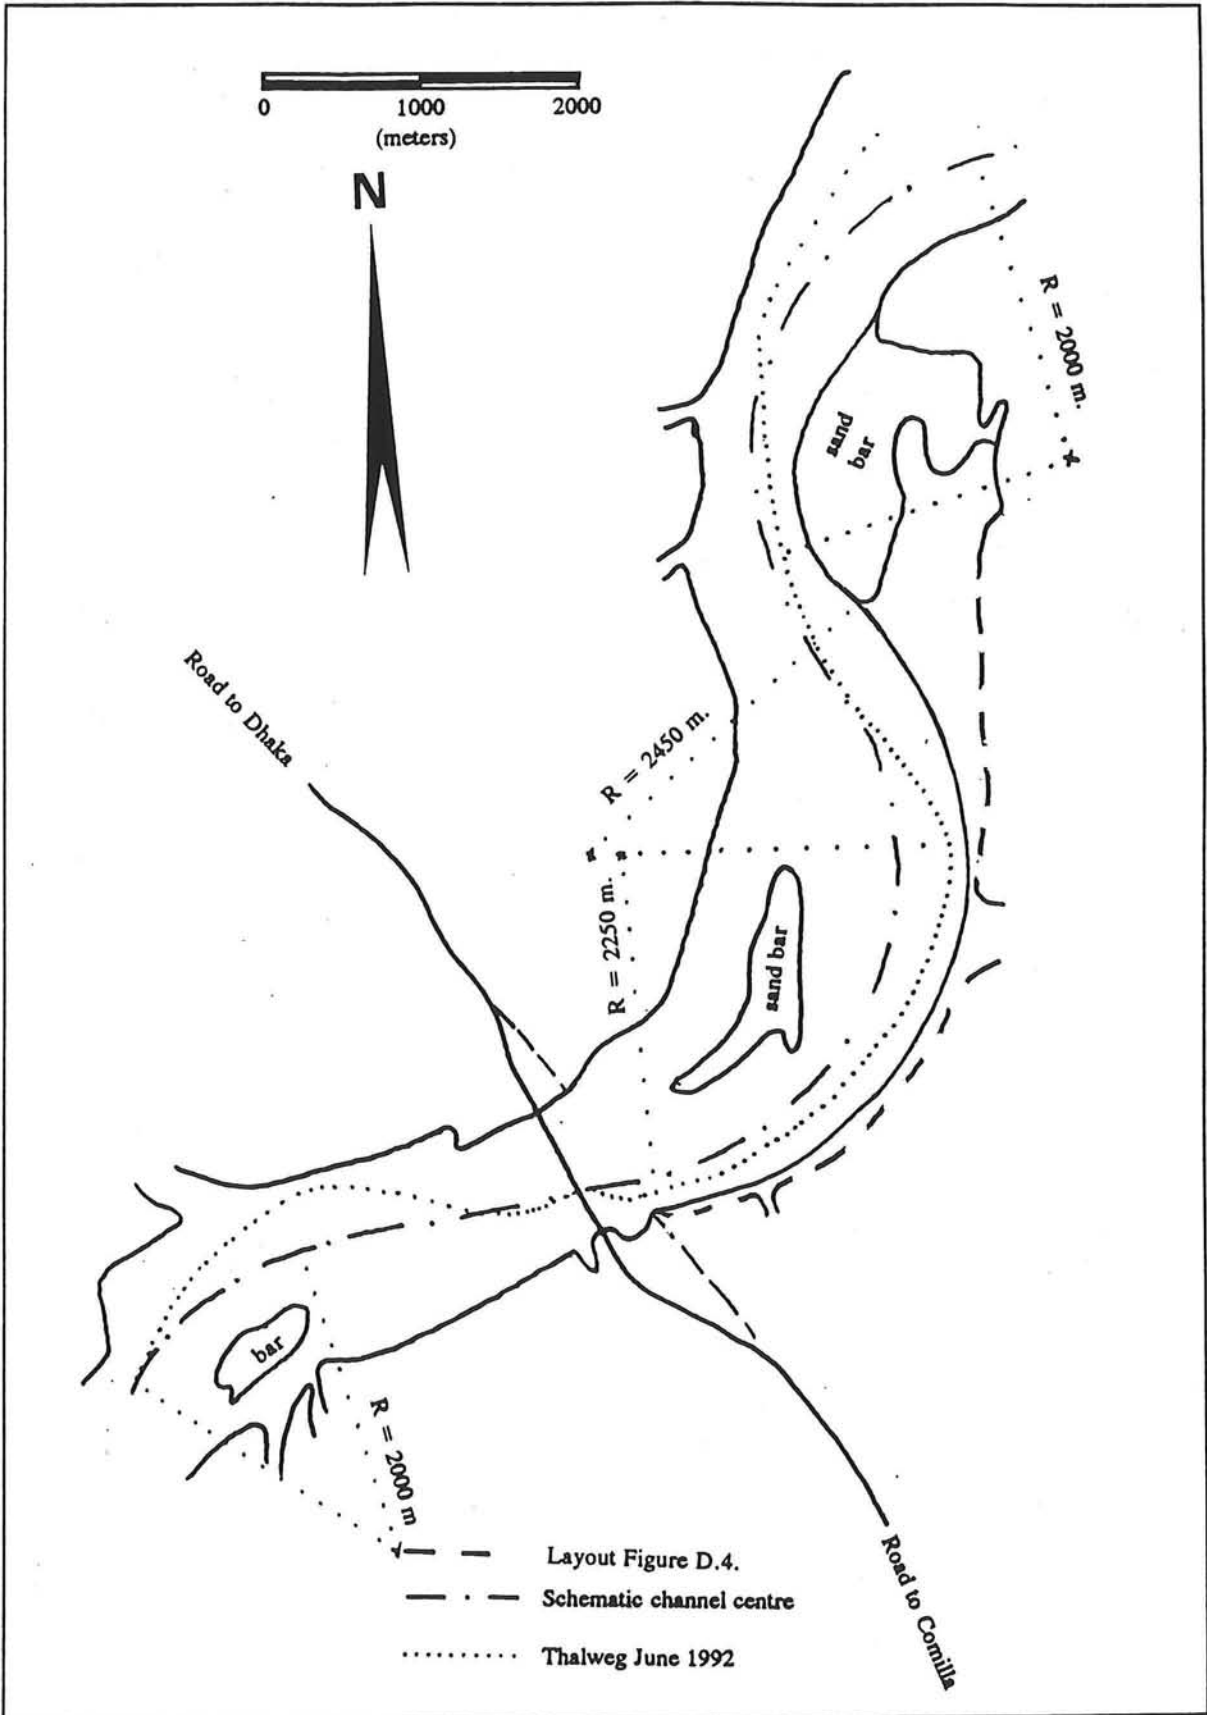 0 1000 2000
(meters)
N
R = 2000 m.
sand
bar
Road to Dhaka
R = 2450 m.
R = 2250 m.
sand bar
bar
R = 2000 m
Layout Figure D.4.
Schematic channel centre
Thalweg June 1992
Road to Comilla